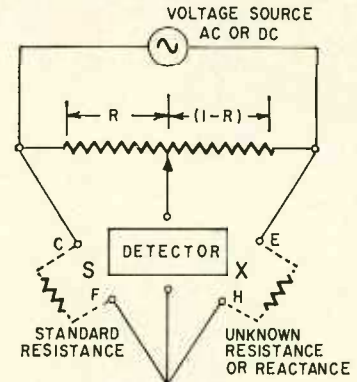 VOLTAGE SOURCE
AC OR DC
R
(1-R)
C
E
DETECTOR
S
X
F
H
STANDARD
RESISTANCE
UNKNOWN
RESISTANCE
OR REACTANCE